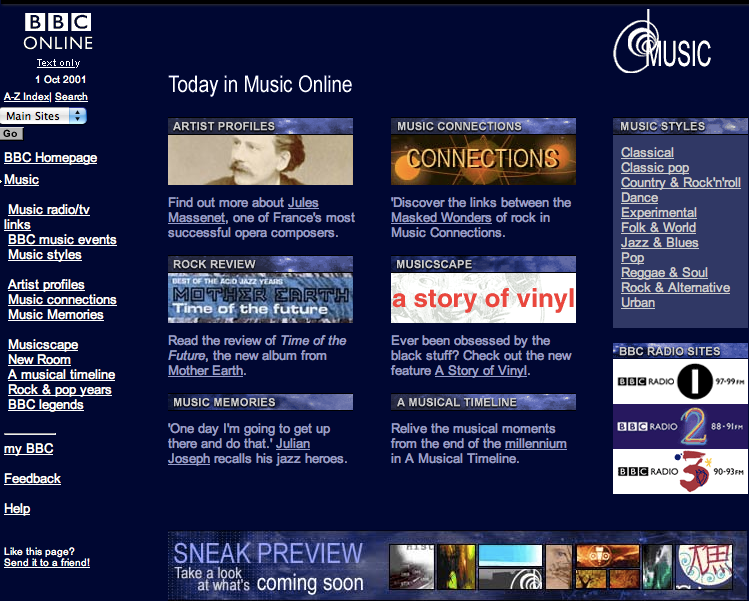 BBC
ONLINE
Text only
1 Oct 2001
A-Z Index| Search
Main Sites
Go
BBC Homepage
Music
Music radio/tv
links
BBC music events
Music styles
Artist profiles
Music connections
Music Memories
Musicscape
New Room
A musical timeline
Rock & pop years
BBC legends
my BBC
Feedback
Help
Like this page?
Send it to a friend!
MUSIC
Today in Music Online
ARTIST PROFILES
Find out more about Jules
Massenet, one of France's most
successful opera composers.
MUSIC CONNECTIONS
CONNECTIONS
'Discover the links between the
Masked Wonders of rock in
Music Connections.
ROCK REVIEW
BEST OF THE ACID JAZZ YEARS
MOTHER EARTH
Time of the future
Read the review of Time of the
Future, the new album from
Mother Earth.
MUSICSCAPE
a story of vinyl
Ever been obsessed by the
black stuff? Check out the new
feature A Story of Vinyl.
MUSIC MEMORIES
'One day I'm going to get up
there and do that.' Julian
Joseph recalls his jazz heroes.
A MUSICAL TIMELINE
Relive the musical moments
from the end of the millennium
in A Musical Timeline.
MUSIC STYLES
Classical
Classic pop
Country & Rock'n'roll
Dance
Experimental
Folk & World
Jazz & Blues
Pop
Reggae & Soul
Rock & Alternative
Urban
BBC RADIO SITES
BBC RADIO 1 97-99FM
BBC RADIO 2 88-91FM
BBC RADIO 3 90-93FM
SNEAK PREVIEW
Take a look
at what's coming soon